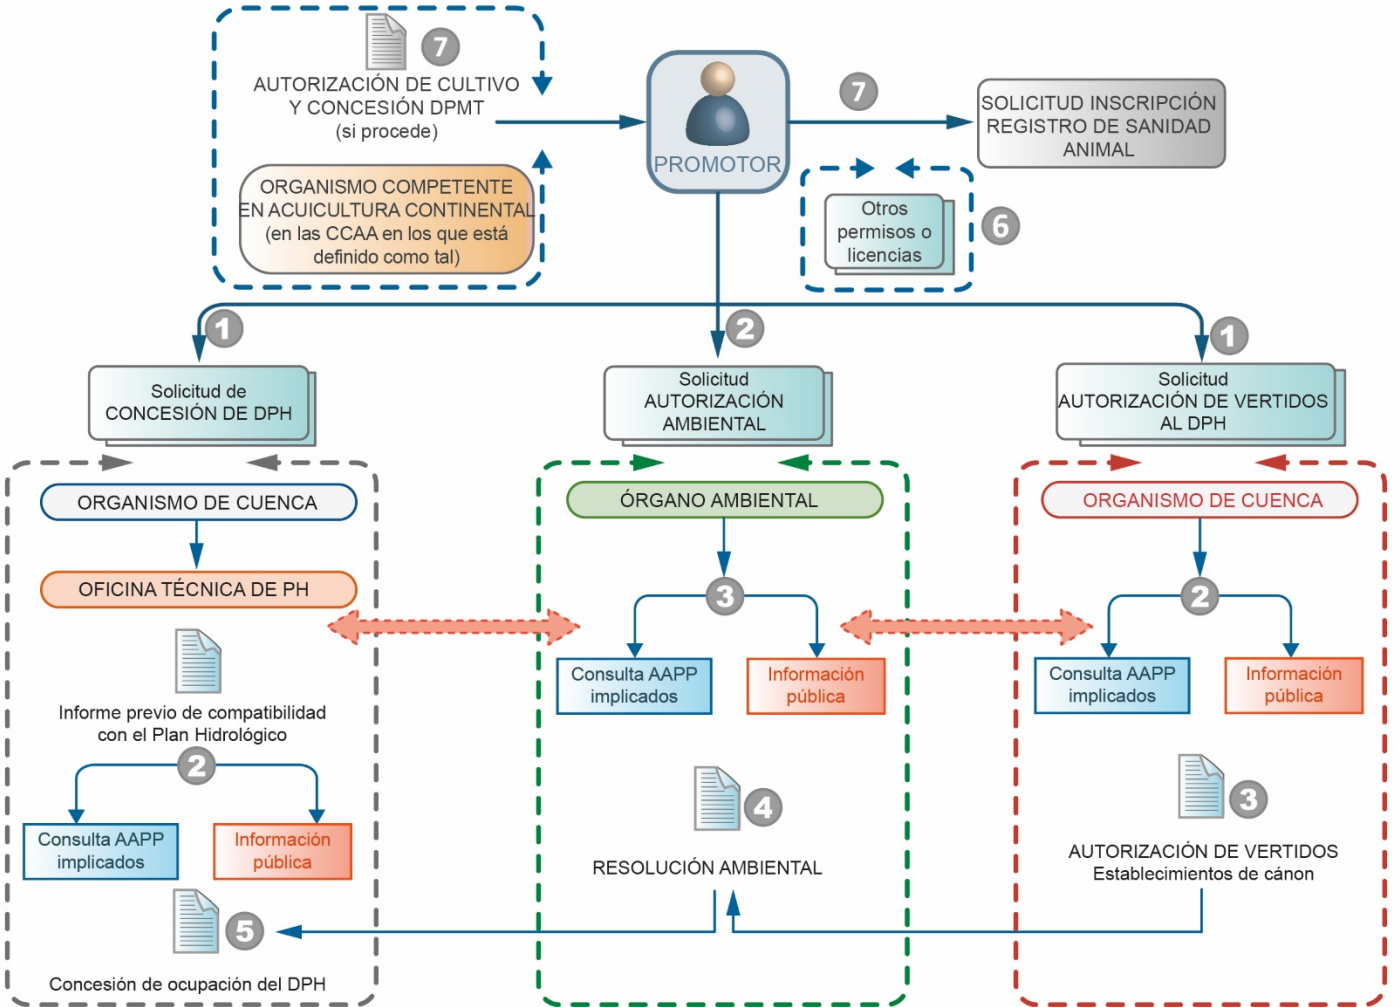 7
AUTORIZACIÓN DE CULTIVO
Y CONCESIÓN DPMT
(si procede)
ORGANISMO COMPETENTE
EN ACUICULTURA CONTINENTAL
(en las CCAA en los que está
definido como tal)
PROMOTOR
7
SOLICITUD INSCRIPCIÓN
REGISTRO DE SANIDAD
ANIMAL
Otros
permisos o
licencias
6
1
2
1
Solicitud de
CONCESIÓN DE DPH
Solicitud
AUTORIZACIÓN
AMBIENTAL
Solicitud
AUTORIZACIÓN DE VERTIDOS
AL DPH
ORGANISMO DE CUENCA
OFICINA TÉCNICA DE PH
Informe previo de compatibilidad
con el Plan Hidrológico
2
Consulta AAPP
implicados
Información
pública
5
Concesión de ocupación del DPH
ÓRGANO AMBIENTAL
3
Consulta AAPP
implicados
Información
pública
4
RESOLUCIÓN AMBIENTAL
ORGANISMO DE CUENCA
2
Consulta AAPP
implicados
Información
pública
3
AUTORIZACIÓN DE VERTIDOS
Establecimientos de cánon